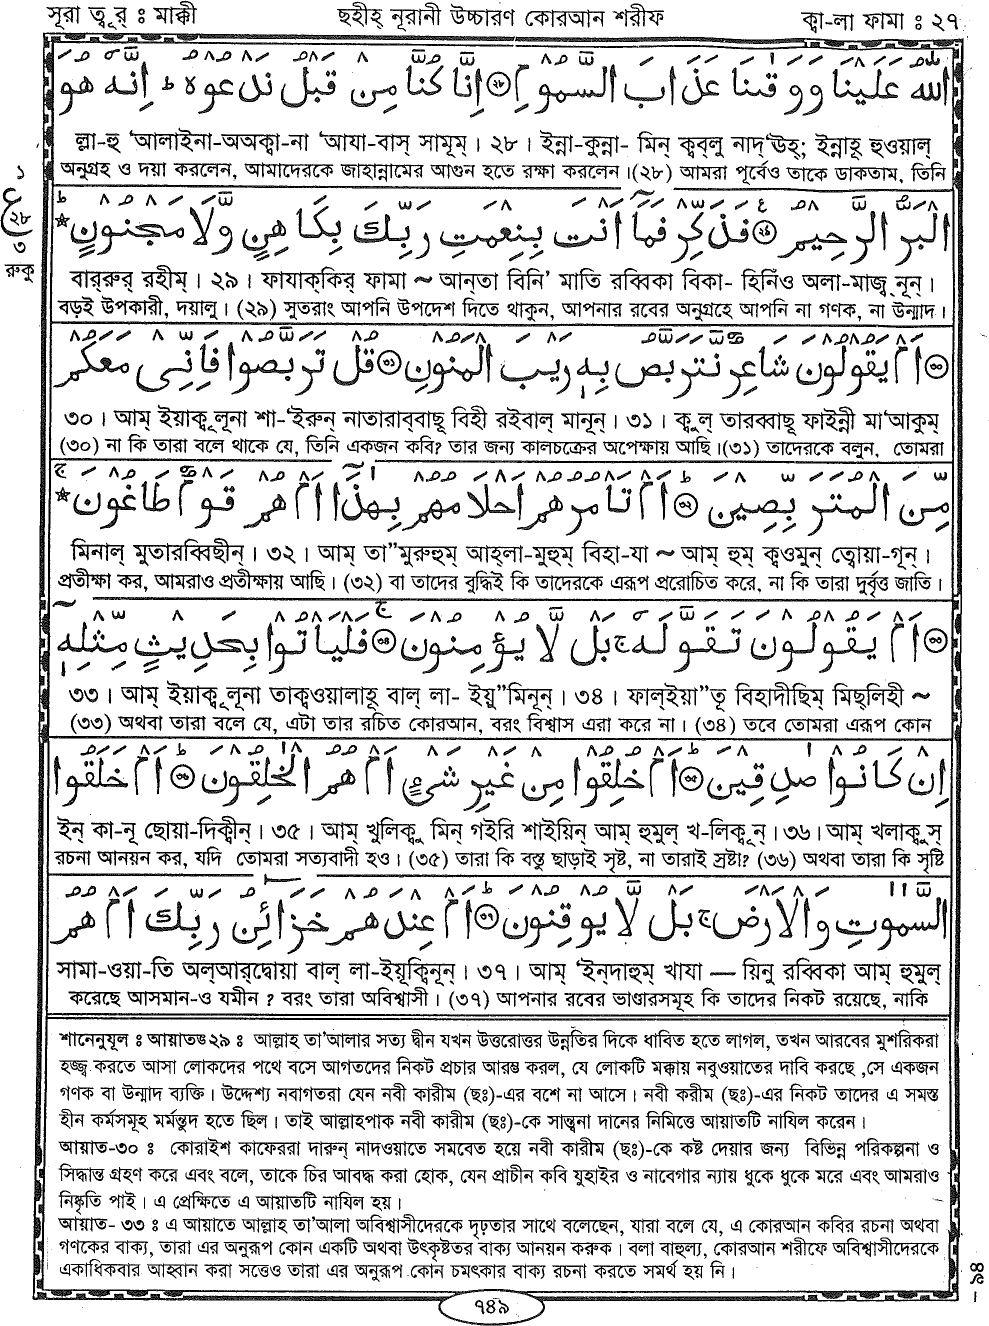 সূরা ত্বূর্ ঃ মাক্কী
ছহীহ্ নূরানী উচ্চারণ কোরআন শরীফ
ক্বা-লা ফামা ঃ ২৭
اللهُ عَلَيْنَا وَوَقٰىنَا عَذَابَ السَّمُوْمِ ﴿٢٧﴾ اِنَّا كُنَّا مِنْ قَبْلُ نَدْعُوْهُ ؕ اِنَّهٗ هُوَ
ল্লা-হু 'আলাইনা-অঅক্বা-না 'আযা-বাস্ সামূম্। ২৮। ইন্না-কুন্না- মিন্ ক্বব্লু নাদ্'ঊহ্; ইন্নাহূ হুওয়াল্
অনুগ্রহ ও দয়া করলেন, আমাদেরকে জাহান্নামের আগুন হতে রক্ষা করলেন।(২৮) আমরা পূর্বেও তাকে ডাকতাম, তিনি
১
ع
২৮
৩
রুকু
الْبَرُّ الرَّحِيْمُ ﴿٢٨﴾ فَذَكِّرْ فَمَآ اَنْتَ بِنِعْمَتِ رَبِّكَ بِكَاهِنٍ وَّلَا مَجْنُوْنٍ ؕ
বার্রুর্ রহীম্। ২৯। ফাযাক্কির্ ফামা ~ আন্তা বিনি' মাতি রব্বিকা বিকা- হিনিঁও অলা-মাজ্ নূন্।
বড়ই উপকারী, দয়ালু। (২৯) সুতরাং আপনি উপদেশ দিতে থাকুন, আপনার রবের অনুগ্রহে আপনি না গণক, না উন্মাদ।
﴿٣٠﴾ اَمْ يَقُوْلُوْنَ شَاعِرٌ نَّتَرَبَّصُ بِهٖ رَيْبَ الْمَنُوْنِ ﴿٣١﴾ قُلْ تَرَبَّصُوْا فَاِنِّىْ مَعَكُمْ
৩০। আম্ ইয়াক্বূলূনা শা-'ইরুন্ নাতারাব্বাছু বিহী রইবাল্ মানূন্। ৩১। ক্বুল্ তারব্বাছূ ফাইন্নী মা'আকুম্
(৩০) না কি তারা বলে থাকে যে, তিনি একজন কবি? তার জন্য কালচক্রের অপেক্ষায় আছি।(৩১) তাদেরকে বলুন, তোমরা
مِّنَ الْمُتَرَبِّصِيْنَ ﴿٣٢﴾ اَمْ تَاْمُرُهُمْ اَحْلَامُهُمْ بِهٰذَآ اَمْ هُمْ قَوْمٌ طَاغُوْنَ ۚ
মিনাল্ মুতারব্বিছীন্। ৩২। আম্ তা"মুরুহুম্ আহ্লা-মুহুম্ বিহা-যা ~ আম্ হুম্ ক্বওমুন্ ত্বোয়া-গূন্।
প্রতীক্ষা কর, আমরাও প্রতীক্ষায় আছি। (৩২) বা তাদের বুদ্ধিই কি তাদেরকে এরূপ প্ররোচিত করে, না কি তারা দুর্বৃত্ত জাতি।
﴿٣٣﴾ اَمْ يَقُوْلُوْنَ تَقَوَّلَهٗ ۚ بَلْ لَّا يُؤْمِنُوْنَ ﴿٣٤﴾ فَلْيَاْتُوْا بِحَدِيْثٍ مِّثْلِهٖٓ
৩৩। আম্ ইয়াক্বূলূনা তাক্বওয়ালাহূ বাল্ লা- ইয়ু"মিনূন্। ৩৪। ফাল্ইয়া"তূ বিহাদীছিম্ মিছ্লিহী ~
(৩৩) অথবা তারা বলে যে, এটা তার রচিত কোরআন, বরং বিশ্বাস এরা করে না। (৩৪) তবে তোমরা এরূপ কোন
اِنْ كَانُوْا صٰدِقِيْنَ ﴿٣٥﴾ اَمْ خُلِقُوْا مِنْ غَيْرِ شَىْءٍ اَمْ هُمُ الْخٰلِقُوْنَ ﴿٣٦﴾ اَمْ خَلَقُوا
ইন্ কা-নূ ছোয়া-দিক্বীন্। ৩৫। আম্ খুলিক্বূ মিন্ গইরি শাইয়িন্ আম্ হুমুল্ খ-লিক্বূন্। ৩৬। আম্ খলাক্বুস্
রচনা আনয়ন কর, যদি তোমরা সত্যবাদী হও। (৩৫) তারা কি বস্তু ছাড়াই সৃষ্ট, না তারাই স্রষ্টা? (৩৬) অথবা তারা কি সৃষ্টি
السَّمٰوٰتِ وَالْاَرْضَ ۚ بَلْ لَّا يُوْقِنُوْنَ ﴿٣٦﴾ اَمْ عِنْدَهُمْ خَزَآئِنُ رَبِّكَ اَمْ هُمُ
সামা-ওয়া-তি অল্আর্দ্বোয়া বাল্ লা-ইয়ূক্বিনূন্। ৩৭। আম্ 'ইন্দাহুম্ খাযা — য়িনু রব্বিকা আম্ হুমুল্
করেছে আসমান-ও যমীন ? বরং তারা অবিশ্বাসী। (৩৭) আপনার রবের ভাণ্ডারসমূহ কি তাদের নিকট রয়েছে, নাকি
শানেনুযূল ঃ আয়াতঙ২৯ ঃ আল্লাহ তা'আলার সত্য দ্বীন যখন উত্তরোত্তর উন্নতির দিকে ধাবিত হতে লাগল, তখন আরবের মুশরিকরা
হজ্জ্ব করতে আসা লোকদের পথে বসে আগতদের নিকট প্রচার আরম্ভ করল, যে লোকটি মক্কায় নবুওয়াতের দাবি করছে ,সে একজন
গণক বা উন্মাদ ব্যক্তি। উদ্দেশ্য নবাগতরা যেন নবী কারীম (ছঃ)-এর বশে না আসে। নবী করীম (ছঃ)-এর নিকট তাদের এ সমস্ত
হীন কর্মসমূহ মর্মন্তুদ হতে ছিল। তাই আল্লাহপাক নবী কারীম (ছঃ)-কে সান্ত্বনা দানের নিমিত্তে আয়াতটি নাযিল করেন।
আয়াত-৩০ ঃ কোরাইশ কাফেররা দারুন্ নাদওয়াতে সমবেত হয়ে নবী কারীম (ছঃ)-কে কষ্ট দেয়ার জন্য বিভিন্ন পরিকল্পনা ও
সিদ্ধান্ত গ্রহণ করে এবং বলে, তাকে চির আবদ্ধ করা হোক, যেন প্রাচীন কবি যুহাইর ও নাবেগার ন্যায় ধুকে ধুকে মরে এবং আমরাও
নিষ্কৃতি পাই। এ প্রেক্ষিতে এ আয়াতটি নাযিল হয়।
আয়াত- ৩৩ ঃ এ আয়াতে আল্লাহ তা'আলা অবিশ্বাসীদেরকে দৃঢ়তার সাথে বলেছেন, যারা বলে যে, এ কোরআন কবির রচনা অথবা
গণকের বাক্য, তারা এর অনুরূপ কোন একটি অথবা উৎকৃষ্টতর বাক্য আনয়ন করুক। বলা বাহুল্য, কোরআন শরীফে অবিশ্বাসীদেরকে
একাধিকবার আহ্বান করা সত্তেও তারা এর অনুরূপ কোন চমৎকার বাক্য রচনা করতে সমর্থ হয় নি।
৭৪৯